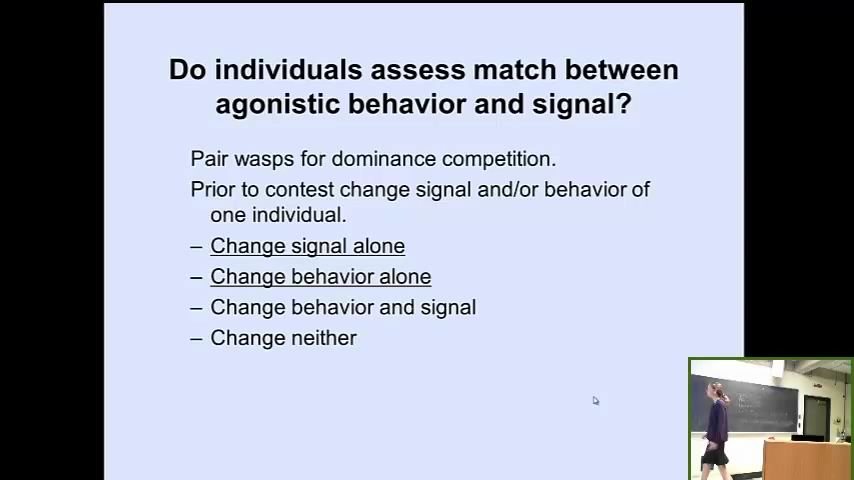 Do individuals assess match between
agonistic behavior and signal?
Pair wasps for dominance competition.
Prior to contest change signal and/or behavior of
one individual.
– Change signal alone
– Change behavior alone
– Change behavior and signal
– Change neither